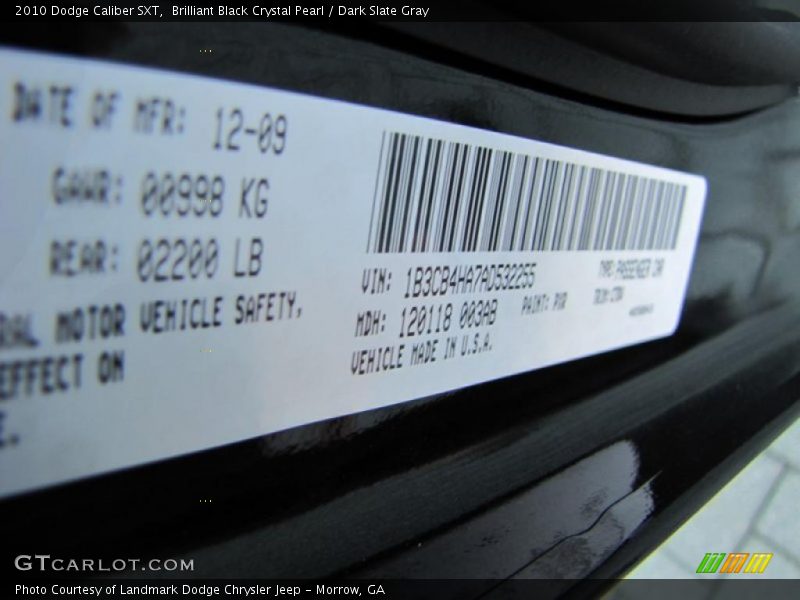 2010 Dodge Caliber SXT,  Brilliant Black Crystal Pearl / Dark Slate Gray
DATE OF MFR: 12-09
GAWR: 00998 KG
REAR: 02200 LB
RAL MOTOR VEHICLE SAFETY,
EFFECT ON
E.
VIN: 1B3CB4HA7AD532255
TYPE: PASSENGER CAR
MDH: 120118 003AB
PAINT: PXR
TRIM:
VEHICLE MADE IN U.S.A.
GTCARLOT.COM
Photo Courtesy of Landmark Dodge Chrysler Jeep - Morrow, GA